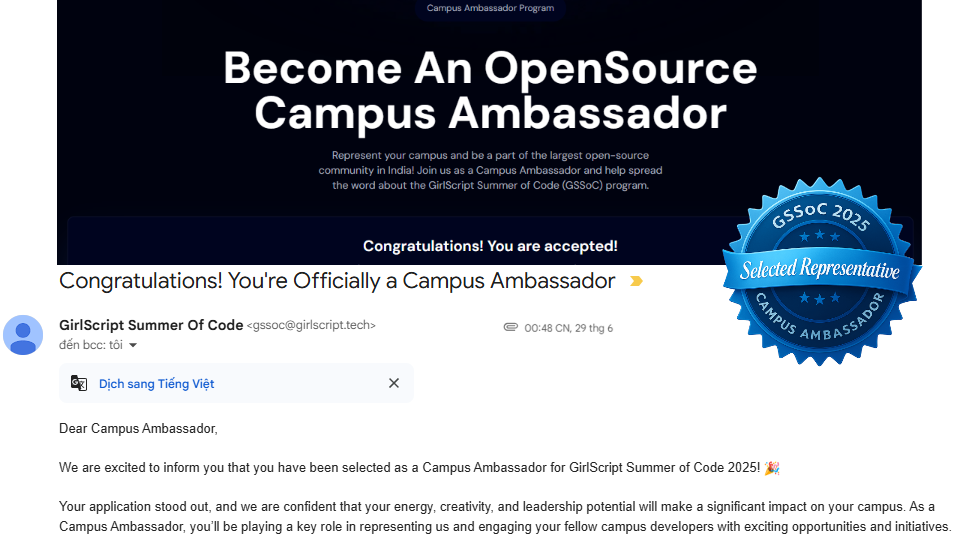 Campus Ambassador Program
Become An OpenSource
Campus Ambassador
Represent your campus and be a part of the largest open-source
community in India! Join us as a Campus Ambassador and help spread
the word about the GirlScript Summer of Code (GSSoC) program.
Congratulations! You are accepted!
GSSoC 2025
Selected Representative
CAMPUS AMBASSADOR
Congratulations! You're Officially a Campus Ambassador
GirlScript Summer Of Code <gssoc@girlscript.tech>
00:48 CN, 29 thg 6
đến bcc: tôi
Dịch sang Tiếng Việt
Dear Campus Ambassador,
We are excited to inform you that you have been selected as a Campus Ambassador for GirlScript Summer of Code 2025! 🎉
Your application stood out, and we are confident that your energy, creativity, and leadership potential will make a significant impact on your campus. As a
Campus Ambassador, you’ll be playing a key role in representing us and engaging your fellow campus developers with exciting opportunities and initiatives.